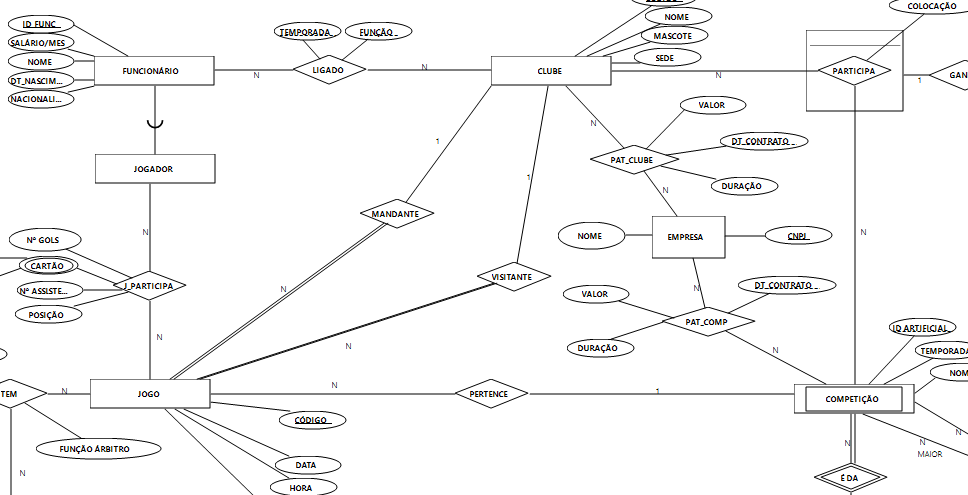 COLOCAÇÃO
ID FUNC
TEMPORADA
FUNÇÃO
NOME
SALÁRIO/MES
MASCOTE
NOME
SEDE
FUNCIONÁRIO
N
LIGADO
N
CLUBE
N
PARTICIPA
1
GAN
DT_NASCIM...
NACIONALI...
VALOR
N
1
DT_CONTRATO
PAT_CLUBE
JOGADOR
1
DURAÇÃO
N
MANDANTE
N
N
Nº GOLS
NOME
EMPRESA
CNPJ
CARTÃO
VISITANTE
J_PARTICIPA
N
N
Nº ASSISTE...
VALOR
DT_CONTRATO
POSIÇÃO
PAT_COMP
ID ARTIFICIAL
N
N
DURAÇÃO
N
TEMPORADA
NOM
TEM
N
JOGO
N
PERTENCE
1
COMPETIÇÃO
CÓDIGO
FUNÇÃO ÁRBITRO
N
N
N
MAIOR
DATA
N
É DA
HORA